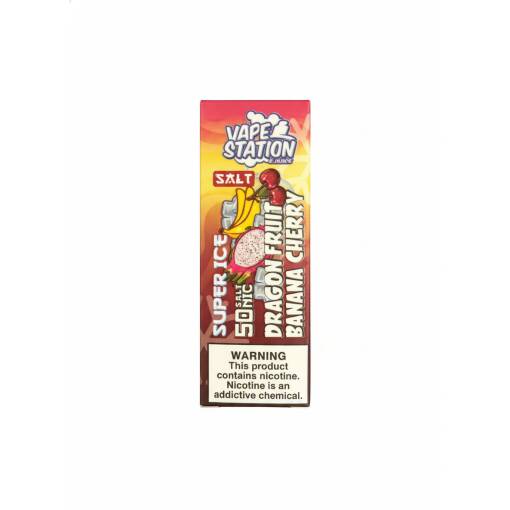 VAPE
STATION
E-JUICE
SALT
SUPER ICE
50 SALT NIC
DRAGON FRUIT
BANANA CHERRY
WARNING
This product
contains nicotine.
Nicotine is an
addictive chemical.